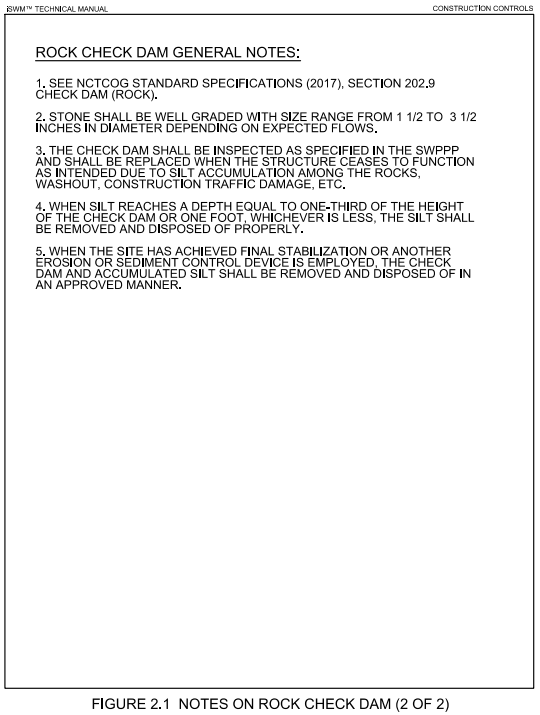 iSWM™ TECHNICAL MANUAL
CONSTRUCTION CONTROLS
ROCK CHECK DAM GENERAL NOTES:
1. SEE NCTCOG STANDARD SPECIFICATIONS (2017), SECTION 202.9
CHECK DAM (ROCK).
2. STONE SHALL BE WELL GRADED WITH SIZE RANGE FROM 1 1/2 TO 3 1/2
INCHES IN DIAMETER DEPENDING ON EXPECTED FLOWS.
3. THE CHECK DAM SHALL BE INSPECTED AS SPECIFIED IN THE SWPPP
AND SHALL BE REPLACED WHEN THE STRUCTURE CEASES TO FUNCTION
AS INTENDED DUE TO SILT ACCUMULATION AMONG THE ROCKS,
WASHOUT, CONSTRUCTION TRAFFIC DAMAGE, ETC.
4. WHEN SILT REACHES A DEPTH EQUAL TO ONE-THIRD OF THE HEIGHT
OF THE CHECK DAM OR ONE FOOT, WHICHEVER IS LESS, THE SILT SHALL
BE REMOVED AND DISPOSED OF PROPERLY.
5. WHEN THE SITE HAS ACHIEVED FINAL STABILIZATION OR ANOTHER
EROSION OR SEDIMENT CONTROL DEVICE IS EMPLOYED, THE CHECK
DAM AND ACCUMULATED SILT SHALL BE REMOVED AND DISPOSED OF IN
AN APPROVED MANNER.
FIGURE 2.1 NOTES ON ROCK CHECK DAM (2 OF 2)